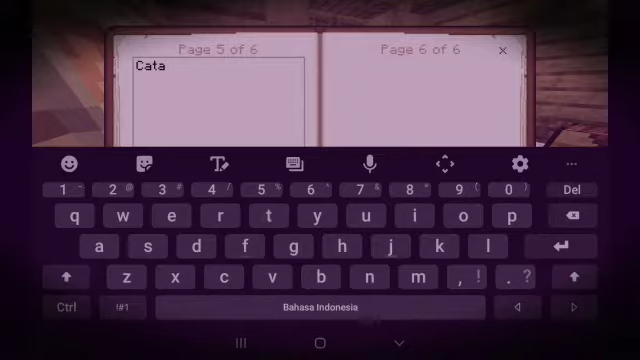 Page 5 of 6
Page 6 of 6
Cata
1 - 2 @ 3 # 4 / 5 % 6 ^ 7 & 8 * 9 ( 0 ) Del
q w e r t y u i o p
a s d f g h j k l
z x c v b n m , ! . ?
Ctrl !#1 Bahasa Indonesia